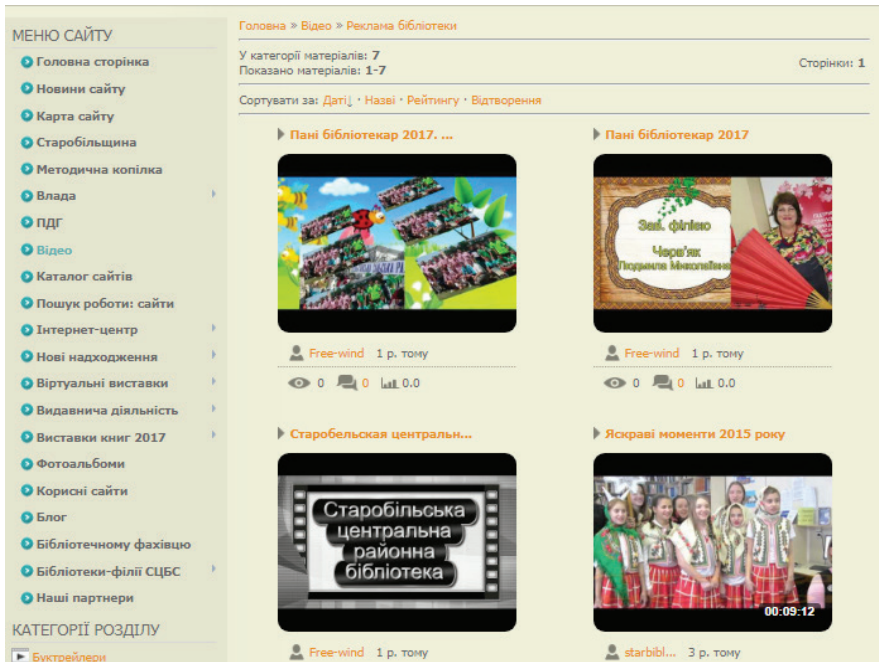 МЕНЮ САЙТУ
Головна сторінка
Новини сайту
Карта сайту
Старобільщина
Методична копілка
Влада
ПДГ
Відео
Каталог сайтів
Пошук роботи: сайти
Інтернет-центр
Нові надходження
Віртуальні виставки
Видавнича діяльність
Виставки книг 2017
Фотоальбоми
Корисні сайти
Блог
Бібліотечному фахівцю
Бібліотеки-філії СЦБС
Наші партнери
КАТЕГОРІЇ РОЗДІЛУ
Буктрейлери
Головна » Відео » Реклама бібліотеки
У категорії матеріалів: 7
Показано матеріалів: 1-7
Сторінки: 1
Сортувати за: Даті↓ · Назві · Рейтингу · Відтворення
Пані бібліотекар 2017. ...
Free-wind 1 р. тому
0 0 0.0
Пані бібліотекар 2017
Зав. філією
Черв'як
Людмила Миколаївна
Free-wind 1 р. тому
0 0 0.0
Старобельская центральн...
Старобільська
центральна
районна
бібліотека
Free-wind 1 р. тому
Яскраві моменти 2015 року
00:09:12
starbibl... 3 р. тому